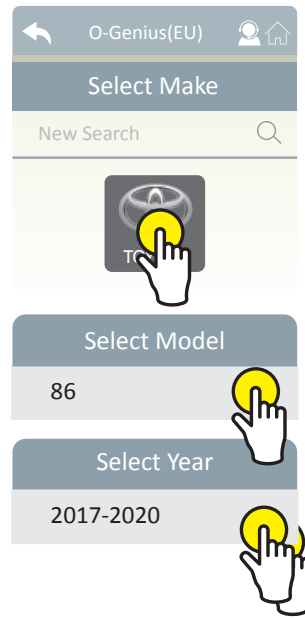 O-Genius(EU)
Select Make
New Search
Select Model
86
Select Year
2017-2020